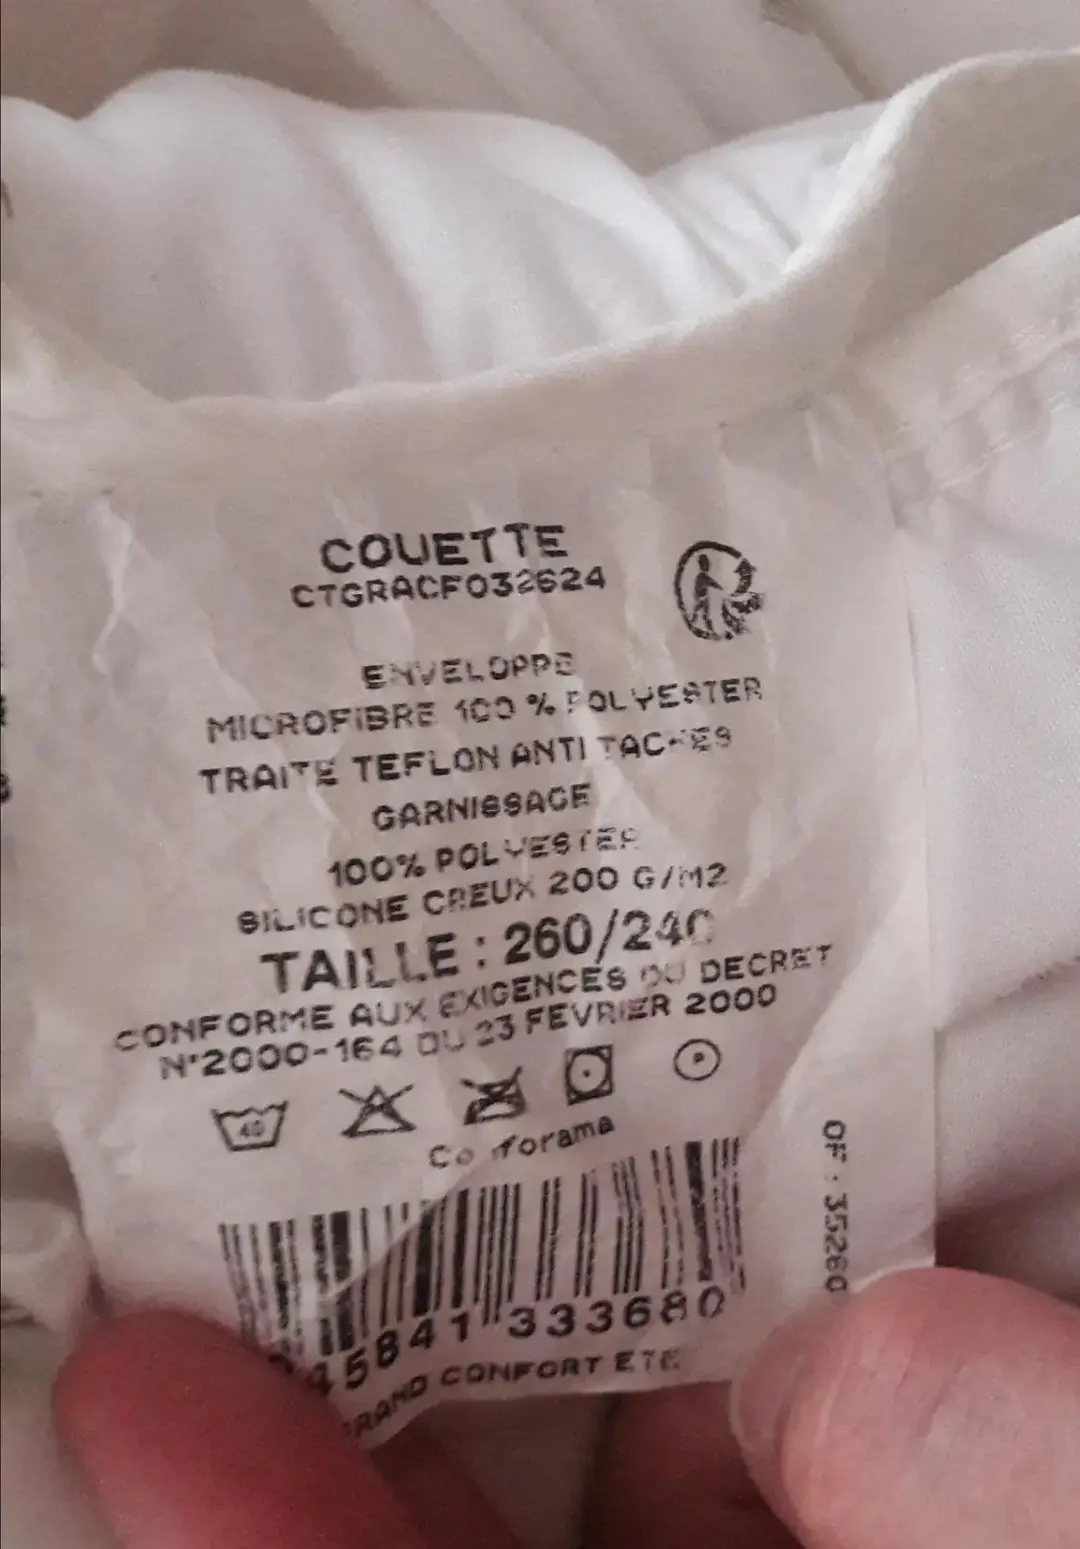 COUETTE
CTGRACF032624
ENVELOPPE
MICROFIBRE 100 % POLYESTER
TRAITE TEFLON ANTI TACHES
GARNISSAGE
100% POLYESTER
SILICONE CREUX 200 G/M2
TAILLE : 260/240
CONFORME AUX EXIGENCES DU DECRET
N°2000-164 DU 23 FEVRIER 2000
40
P
Conforama
45841 333680
GRAND CONFORT ETE
OF : 35260